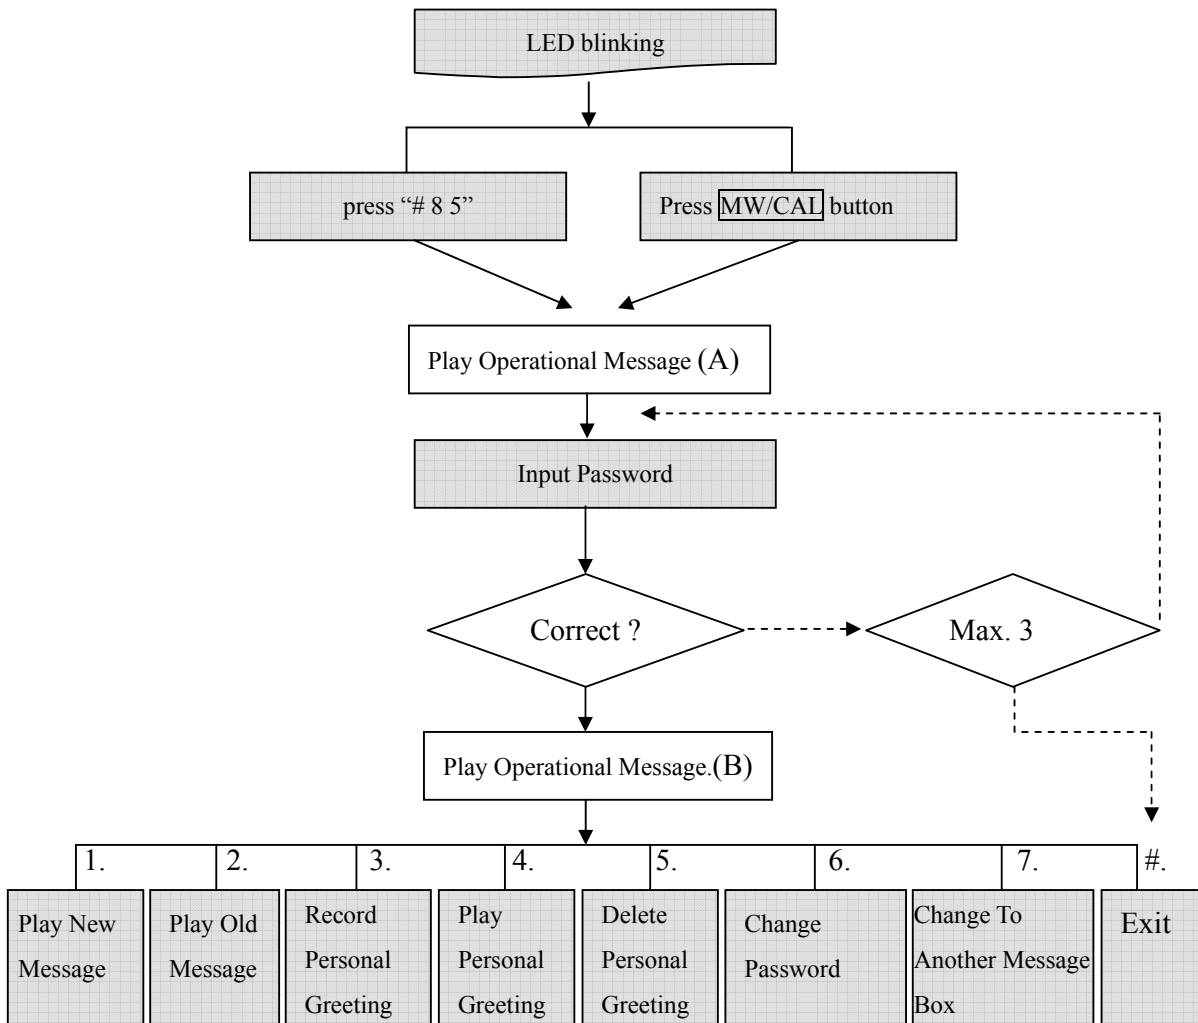 LED blinking
press “# 8 5”
Press MW/CAL button
Play Operational Message (A)
Input Password
Correct ?
Max. 3
Play Operational Message.(B)
1.
2.
3.
4.
5.
6.
7.
#.
Play New
Message
Play Old
Message
Record
Personal
Greeting
Play
Personal
Greeting
Delete
Personal
Greeting
Change
Password
Change To
Another Message
Box
Exit